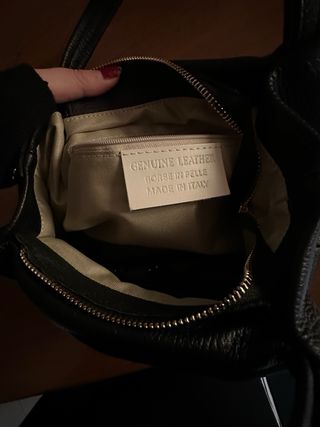 GENUINE LEATHER
BORSE IN PELLE
MADE IN ITALY